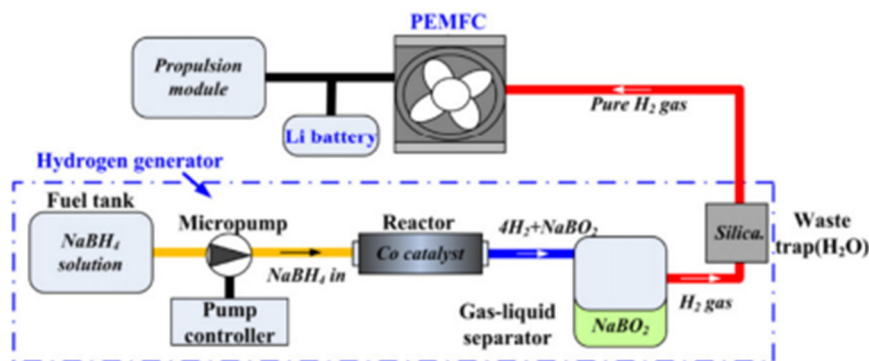 PEMFC
Propulsion
module
Li battery
Pure H₂ gas
Hydrogen generator
Fuel tank
NaBH₄
solution
Micropump
NaBH₄ in
Pump
controller
Reactor
Co catalyst
4H₂+NaBO₂
Gas-liquid
separator
NaBO₂
H₂ gas
Silica.
Waste
trap(H₂O)